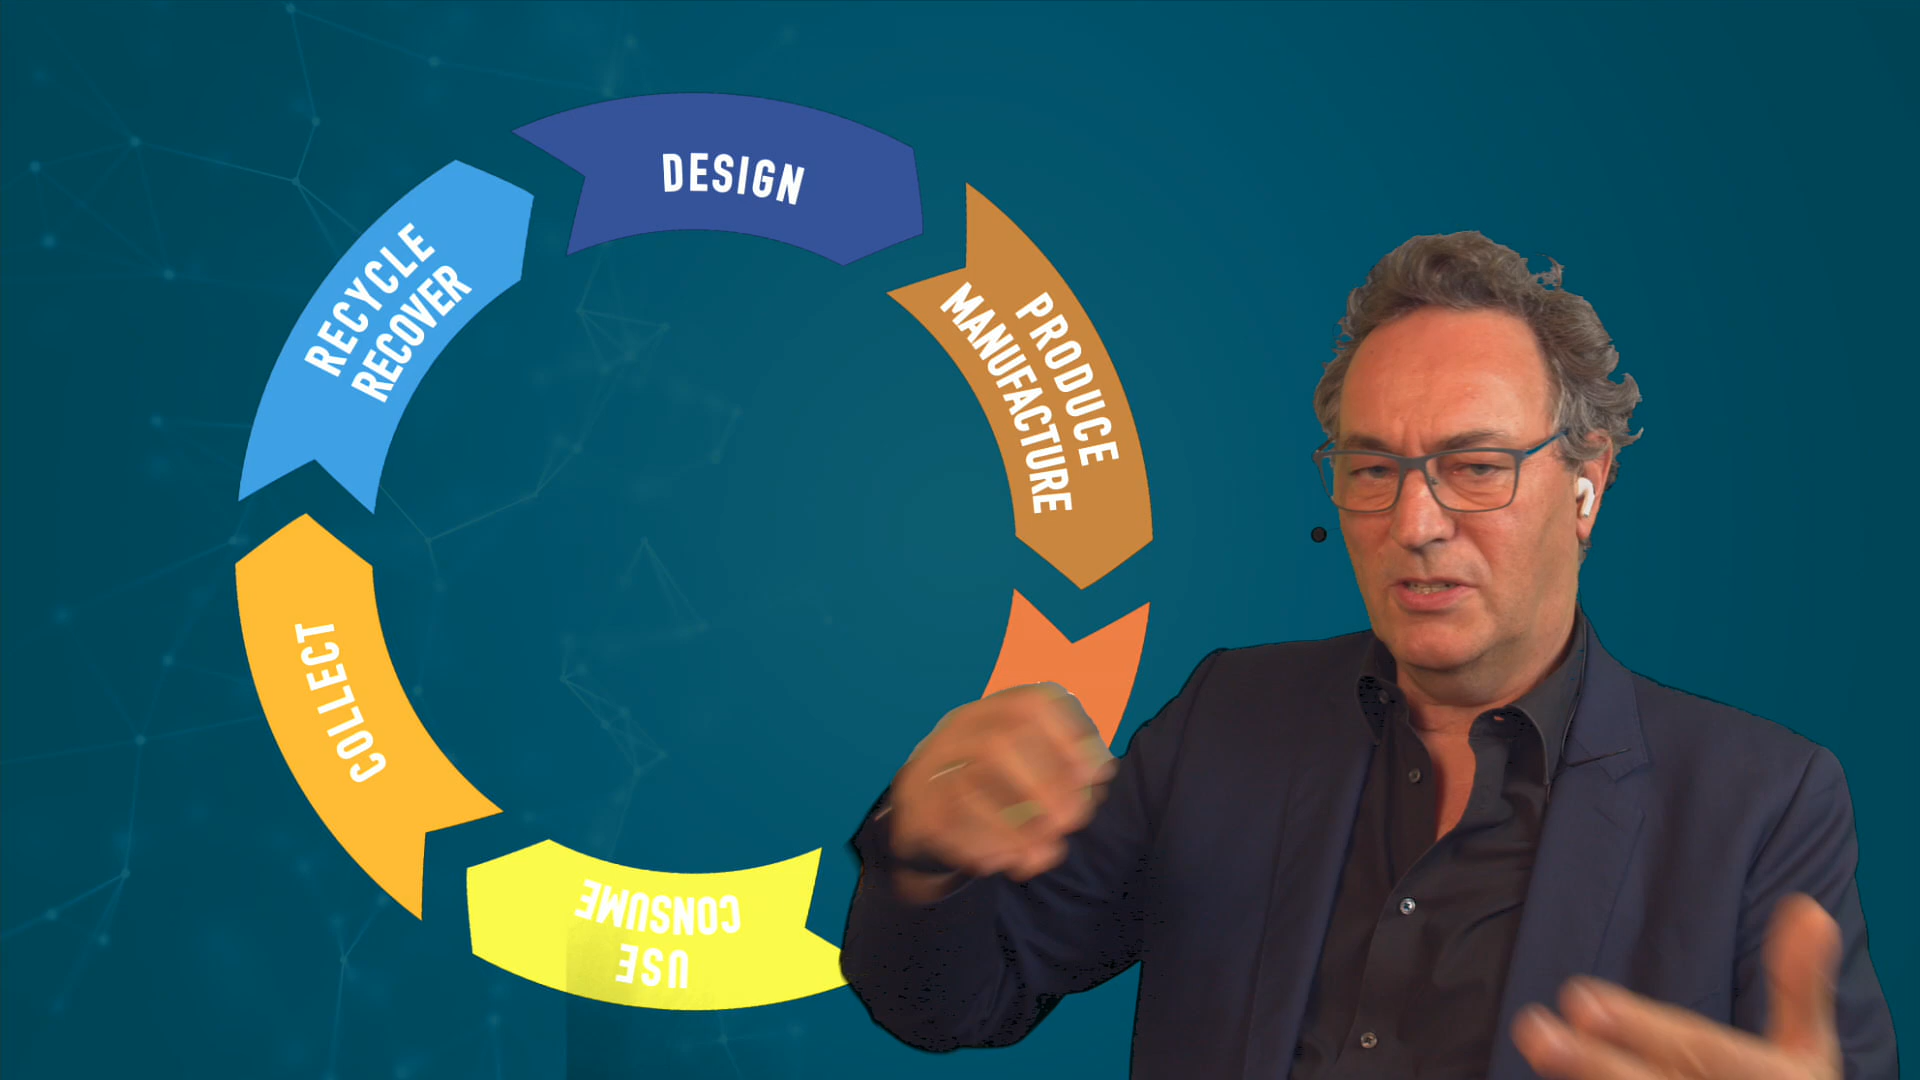 DESIGN
PRODUCE
MANUFACTURE
USE
CONSUME
COLLECT
RECYCLE
RECOVER